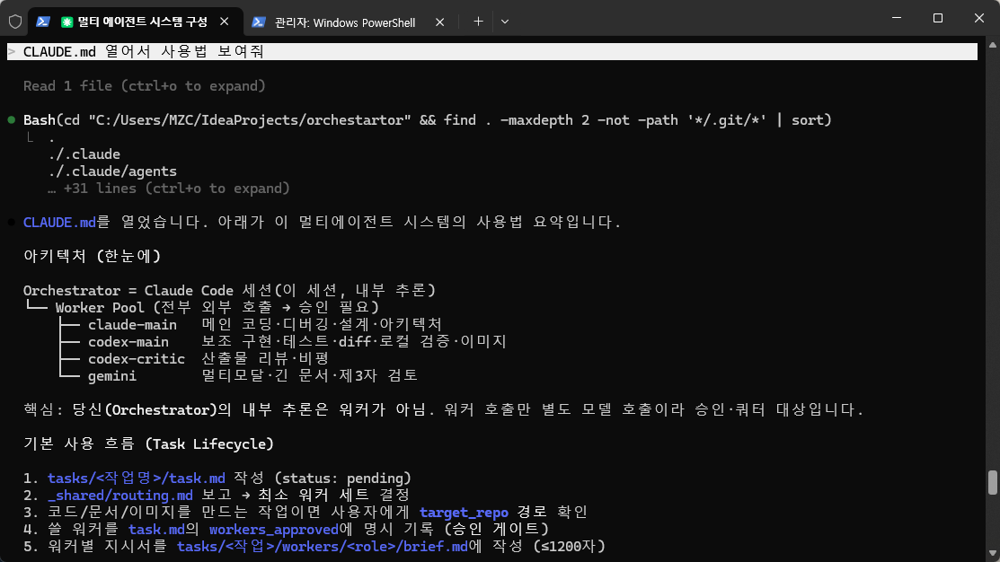 멀티 에이전트 시스템 구성
관리자: Windows PowerShell
> CLAUDE.md 열어서 사용법 보여줘
Read 1 file (ctrl+o to expand)
● Bash(cd "C:/Users/MZC/IdeaProjects/orchestartor" && find . -maxdepth 2 -not -path '*/.git/*' | sort)
└ .
./.claude
./.claude/agents
… +31 lines (ctrl+o to expand)
● CLAUDE.md를 열었습니다. 아래가 이 멀티에이전트 시스템의 사용법 요약입니다.
아키텍처 (한눈에)
Orchestrator = Claude Code 세션(이 세션, 내부 추론)
└── Worker Pool (전부 외부 호출 → 승인 필요)
├── claude-main 메인 코딩·디버깅·설계·아키텍처
├── codex-main 보조 구현·테스트·diff·로컬 검증·이미지
├── codex-critic 산출물 리뷰·비평
└── gemini 멀티모달·긴 문서·제3자 검토
핵심: 당신(Orchestrator)의 내부 추론은 워커가 아님. 워커 호출만 별도 모델 호출이라 승인·쿼터 대상입니다.
기본 사용 흐름 (Task Lifecycle)
1. tasks/<작업명>/task.md 작성 (status: pending)
2. _shared/routing.md 보고 → 최소 워커 세트 결정
3. 코드/문서/이미지를 만드는 작업이면 사용자에게 target_repo 경로 확인
4. 쓸 워커를 task.md의 workers_approved에 명시 기록 (승인 게이트)
5. 워커별 지시서를 tasks/<작업>/workers/<role>/brief.md에 작성 (≤1200자)